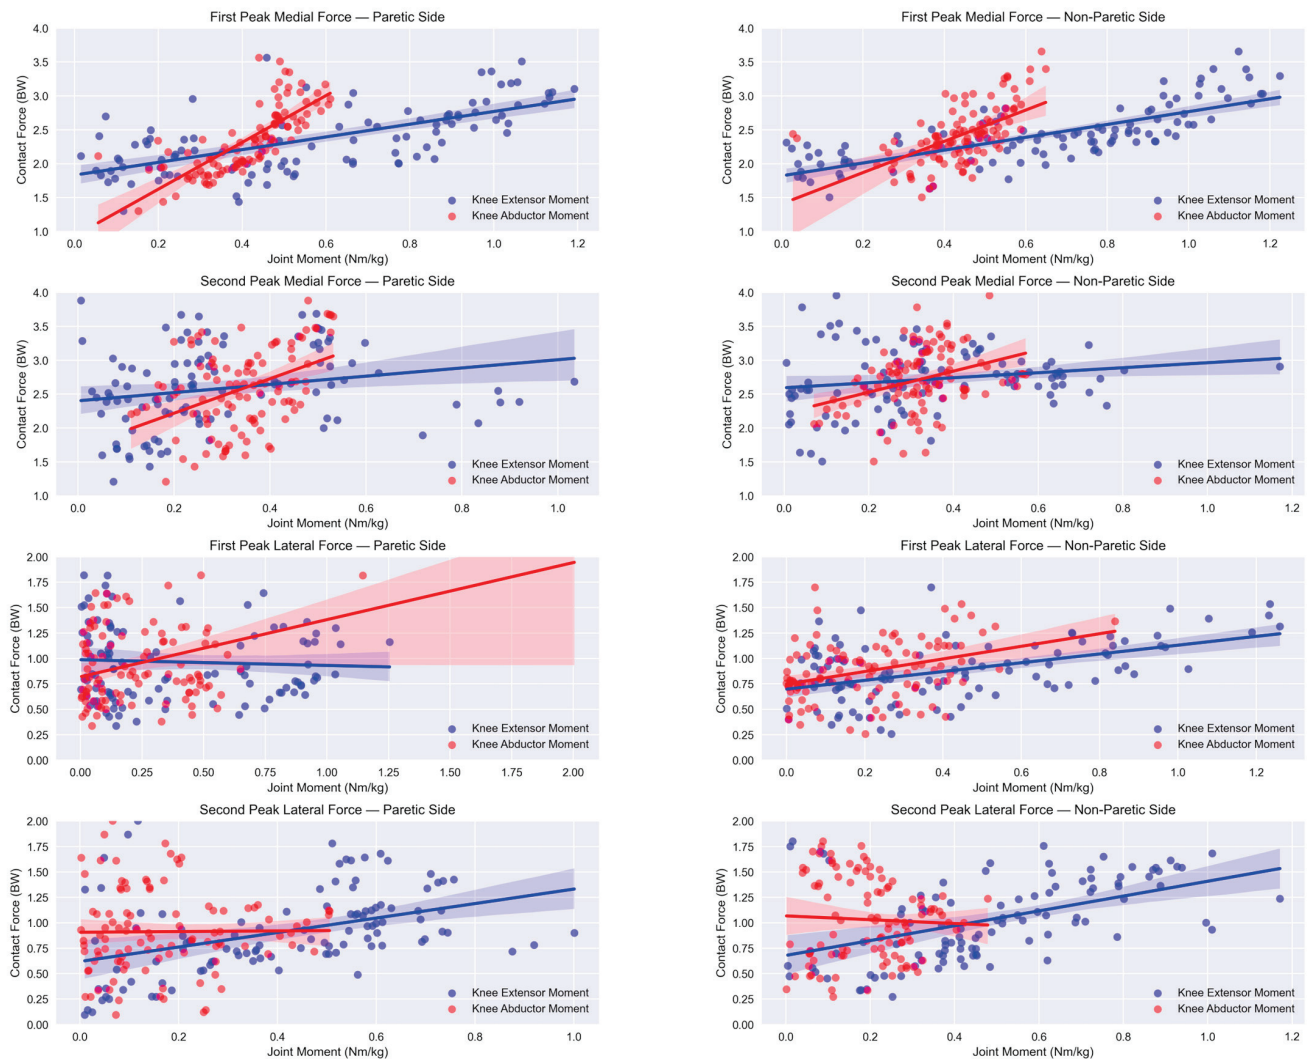 First Peak Medial Force — Paretic Side
4.0
3.5
3.0
2.5
2.0
1.5
1.0
Contact Force (BW)
Knee Extensor Moment
Knee Abductor Moment
0.0 0.2 0.4 0.6 0.8 1.0 1.2
Joint Moment (Nm/kg)
First Peak Medial Force — Non-Paretic Side
4.0
3.5
3.0
2.5
2.0
1.5
1.0
Contact Force (BW)
Knee Extensor Moment
Knee Abductor Moment
0.0 0.2 0.4 0.6 0.8 1.0 1.2
Joint Moment (Nm/kg)
Second Peak Medial Force — Paretic Side
4.0
3.5
3.0
2.5
2.0
1.5
1.0
Contact Force (BW)
Knee Extensor Moment
Knee Abductor Moment
0.0 0.2 0.4 0.6 0.8 1.0
Joint Moment (Nm/kg)
Second Peak Medial Force — Non-Paretic Side
4.0
3.5
3.0
2.5
2.0
1.5
1.0
Contact Force (BW)
Knee Extensor Moment
Knee Abductor Moment
0.0 0.2 0.4 0.6 0.8 1.0 1.2
Joint Moment (Nm/kg)
First Peak Lateral Force — Paretic Side
2.00
1.75
1.50
1.25
1.00
0.75
0.50
0.25
0.00
Contact Force (BW)
Knee Extensor Moment
Knee Abductor Moment
0.00 0.25 0.50 0.75 1.00 1.25 1.50 1.75 2.00
Joint Moment (Nm/kg)
First Peak Lateral Force — Non-Paretic Side
2.00
1.75
1.50
1.25
1.00
0.75
0.50
0.25
0.00
Contact Force (BW)
Knee Extensor Moment
Knee Abductor Moment
0.0 0.2 0.4 0.6 0.8 1.0 1.2
Joint Moment (Nm/kg)
Second Peak Lateral Force — Paretic Side
2.00
1.75
1.50
1.25
1.00
0.75
0.50
0.25
0.00
Contact Force (BW)
Knee Extensor Moment
Knee Abductor Moment
0.0 0.2 0.4 0.6 0.8 1.0
Joint Moment (Nm/kg)
Second Peak Lateral Force — Non-Paretic Side
2.00
1.75
1.50
1.25
1.00
0.75
0.50
0.25
0.00
Contact Force (BW)
Knee Extensor Moment
Knee Abductor Moment
0.0 0.2 0.4 0.6 0.8 1.0 1.2
Joint Moment (Nm/kg)